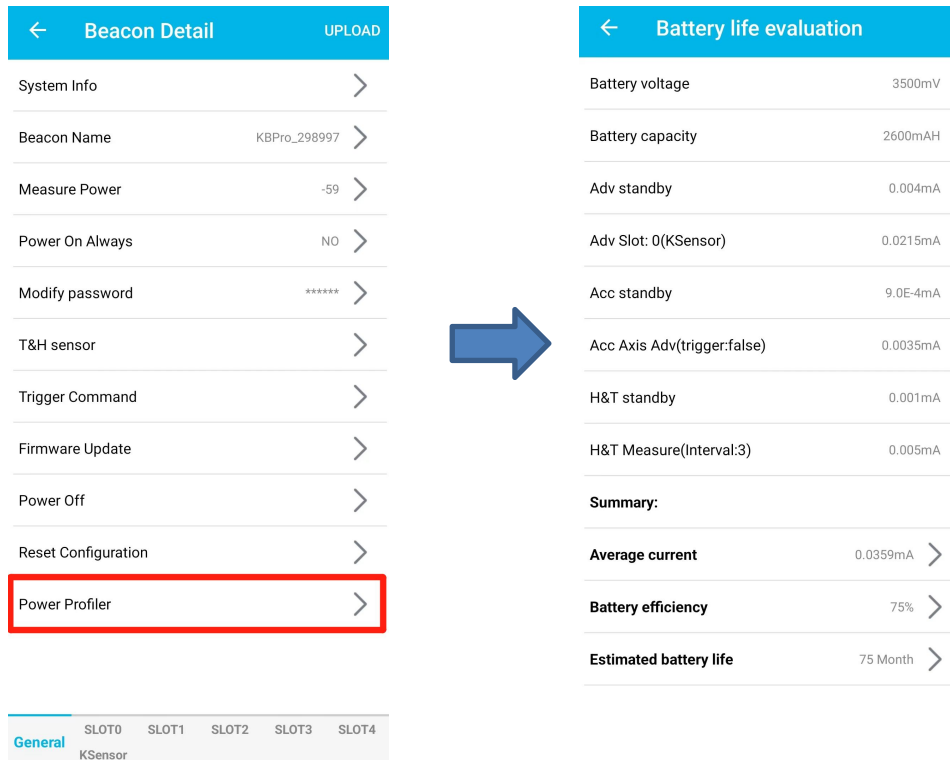 Beacon Detail
UPLOAD
System Info
Beacon Name KBPro_298997
Measure Power -59
Power On Always NO
Modify password ******
T&H sensor
Trigger Command
Firmware Update
Power Off
Reset Configuration
Power Profiler
General
SLOT0 SLOT1 SLOT2 SLOT3 SLOT4
KSensor
Battery life evaluation
Battery voltage 3500mV
Battery capacity 2600mAH
Adv standby 0.004mA
Adv Slot: 0(KSensor) 0.0215mA
Acc standby 9.0E-4mA
Acc Axis Adv(trigger:false) 0.0035mA
H&T standby 0.001mA
H&T Measure(Interval:3) 0.005mA
Summary:
Average current 0.0359mA
Battery efficiency 75%
Estimated battery life 75 Month